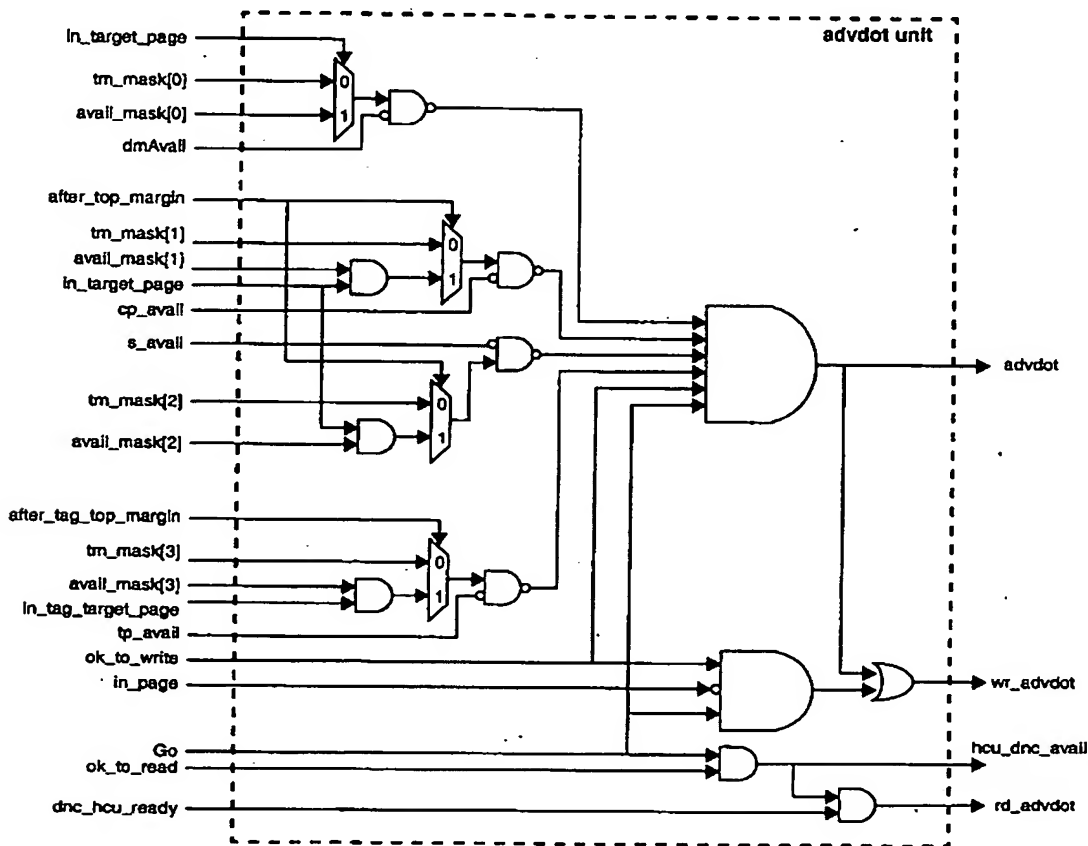 advdot unit
in_target_page
tm_mask[0]
0
avail_mask[0]
1
dmAvail
after_top_margin
tm_mask[1]
0
avail_mask[1]
1
in_target_page
cp_avail
s_avail
advdot
tm_mask[2]
0
avail_mask[2]
1
after_tag_top_margin
tm_mask[3]
0
avail_mask[3]
1
in_tag_target_page
tp_avail
ok_to_write
in_page
wr_advdot
Go
hcu_dnc_avail
ok_to_read
dnc_hcu_ready
rd_advdot